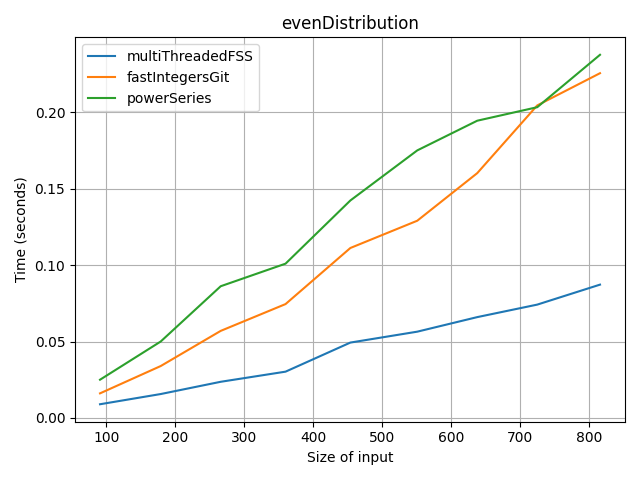 evenDistribution
multiThreadedFSS
fastIntegersGit
powerSeries
Time (seconds)
0.20
0.15
0.10
0.05
0.00
100 200 300 400 500 600 700 800
Size of input